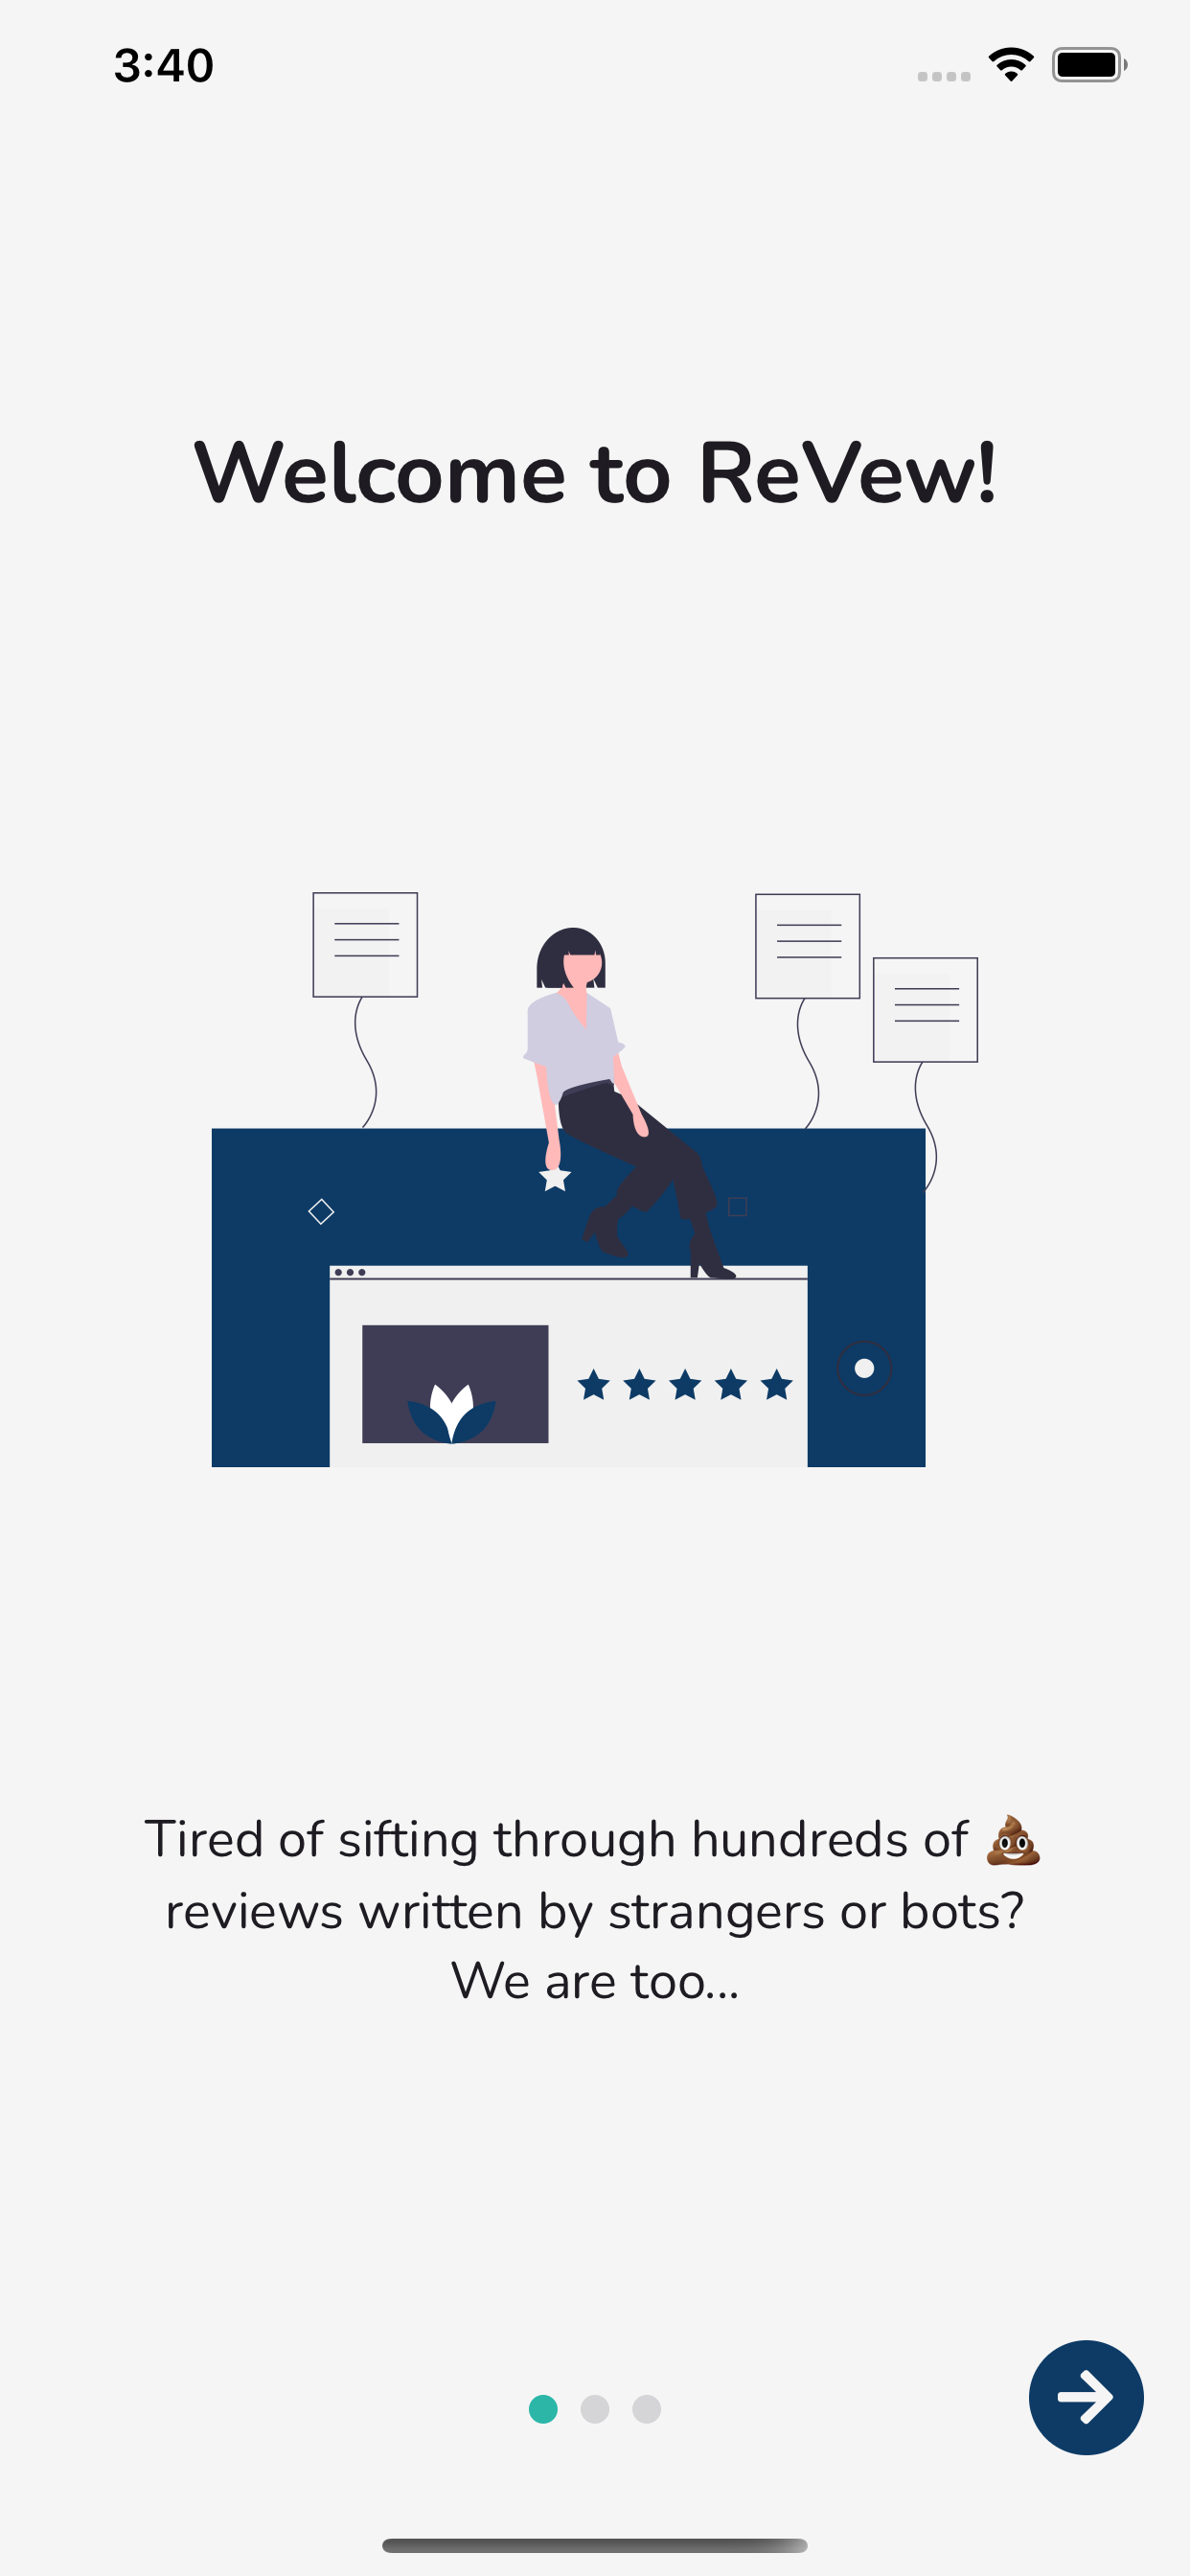 3:40
Welcome to ReVew!
Tired of sifting through hundreds of 💩
reviews written by strangers or bots?
We are too...